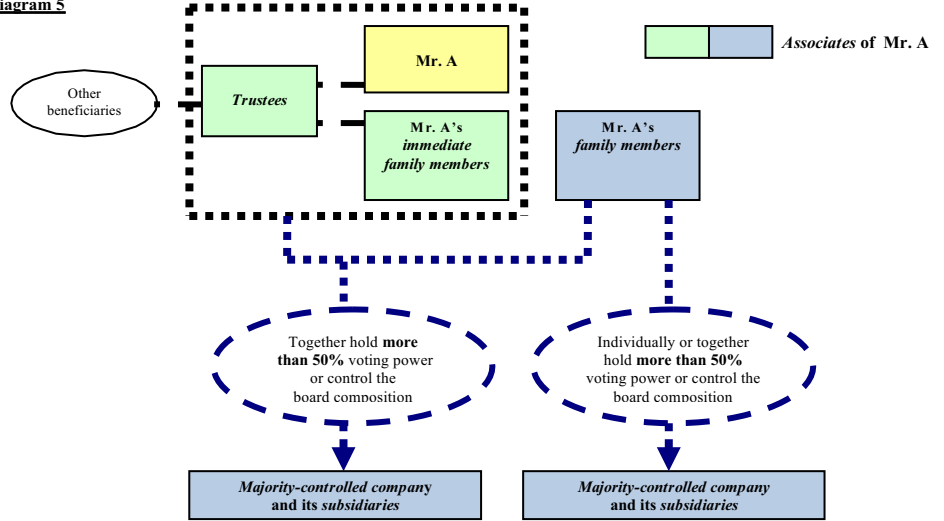 iagram 5
Mr. A
Associates of Mr. A
Other
beneficiaries
Trustees
Mr. A's
immediate
family members
Mr. A's
family members
Together hold more
than 50% voting power
or control the
board composition
Individually or together
hold more than 50%
voting power or control the
board composition
Majority-controlled company
and its subsidiaries
Majority-controlled company
and its subsidiaries